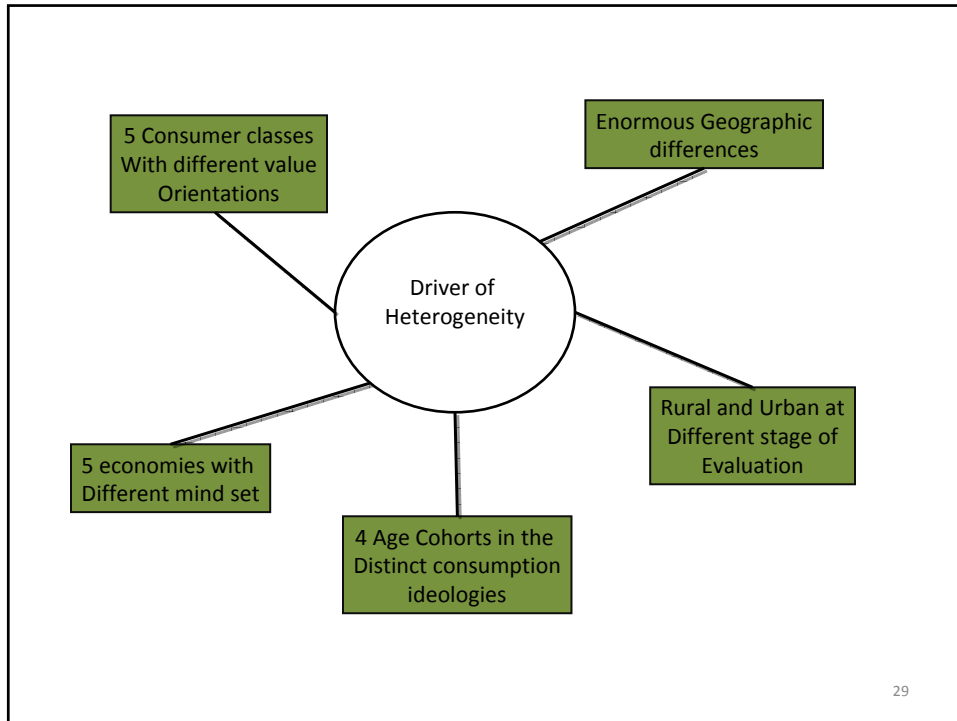 5 Consumer classes
With different value
Orientations
Enormous Geographic
differences
Driver of
Heterogeneity
Rural and Urban at
Different stage of
Evaluation
5 economies with
Different mind set
4 Age Cohorts in the
Distinct consumption
ideologies
29